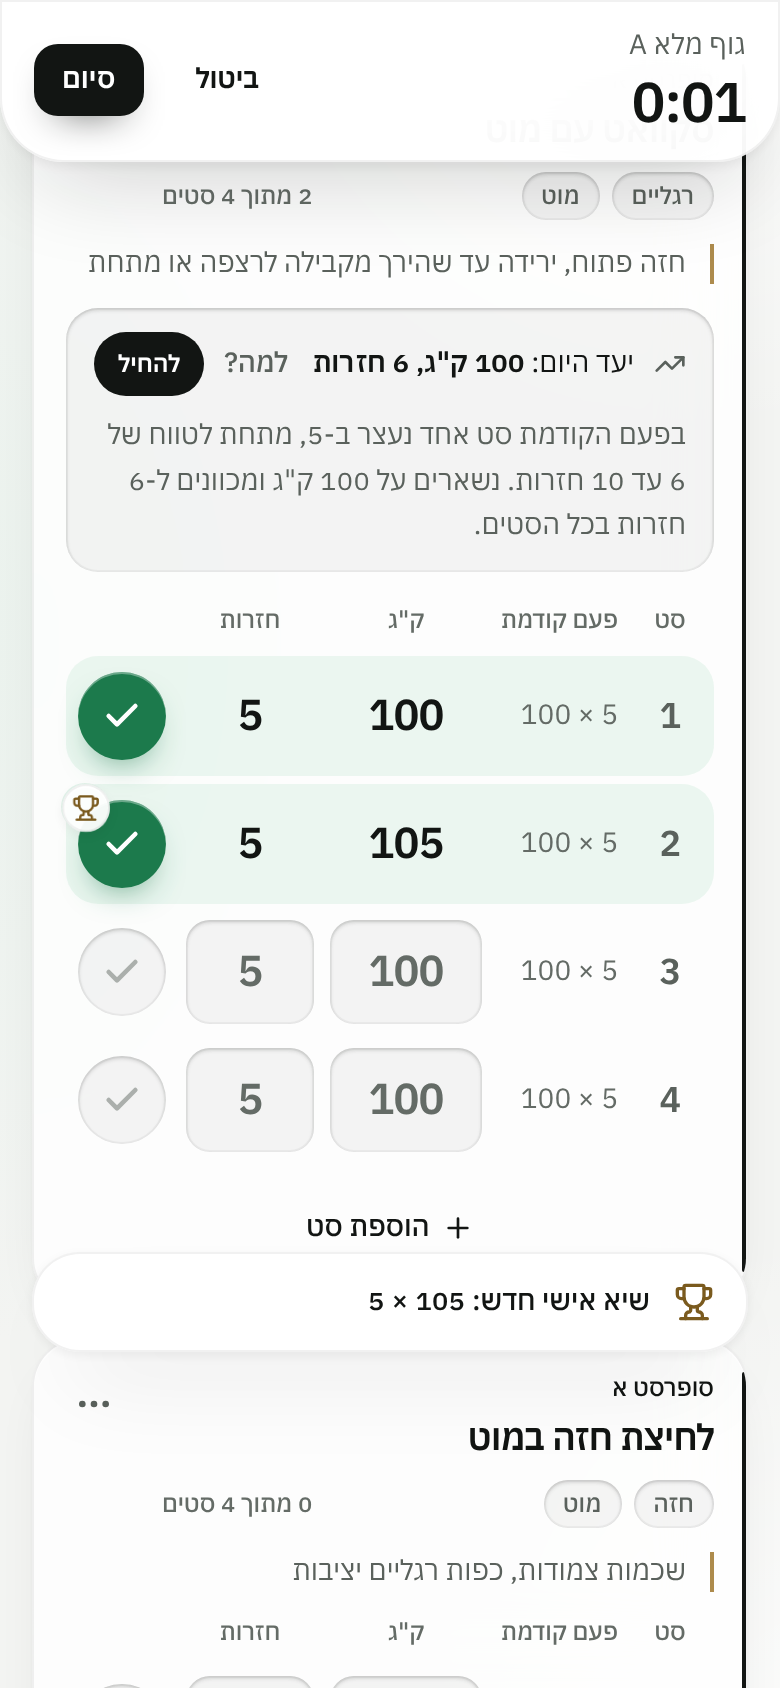 גוף מלא A
0:01
ביטול
סיום
סקוואט עם מוט
רגליים
מוט
2 מתוך 4 סטים
חזה פתוח, ירידה עד שהירך מקבילה לרצפה או מתחת
יעד היום: 100 ק"ג, 6 חזרות
למה?
להחיל
בפעם הקודמת סט אחד נעצר ב-5, מתחת לטווח של
6 עד 10 חזרות. נשארים על 100 ק"ג ומכוונים ל-6
חזרות בכל הסטים.
סט פעם קודמת ק"ג חזרות
1 100 × 5 100 5
2 100 × 5 105 5
3 100 × 5 100 5
4 100 × 5 100 5
הוספת סט
שיא אישי חדש: 105 × 5
סופרסט א
לחיצת חזה במוט
חזה
מוט
0 מתוך 4 סטים
שכמות צמודות, כפות רגליים יציבות
סט פעם קודמת ק"ג חזרות